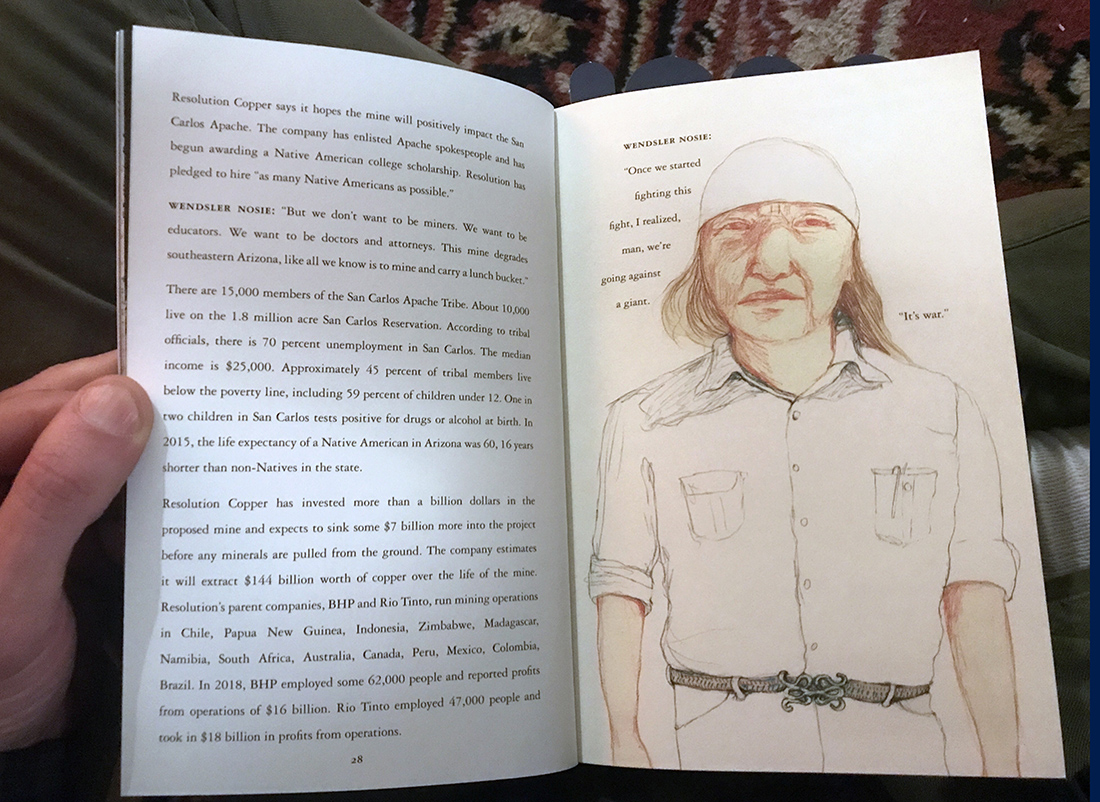 Resolution Copper says it hopes the mine will positively impact the San
Carlos Apache. The company has enlisted Apache spokespeople and has
begun awarding a Native American college scholarship. Resolution has
pledged to hire "as many Native Americans as possible."
WENDSLER NOSIE: "But we don't want to be miners. We want to be
educators. We want to be doctors and attorneys. This mine degrades
southeastern Arizona, like all we know is to mine and carry a lunch bucket."
There are 15,000 members of the San Carlos Apache Tribe. About 10,000
live on the 1.8 million acre San Carlos Reservation. According to tribal
officials, there is 70 percent unemployment in San Carlos. The median
income is $25,000. Approximately 45 percent of tribal members live
below the poverty line, including 59 percent of children under 12. One in
two children in San Carlos tests positive for drugs or alcohol at birth. In
2015, the life expectancy of a Native American in Arizona was 60, 16 years
shorter than non-Natives in the state.
Resolution Copper has invested more than a billion dollars in the
proposed mine and expects to sink some $7 billion more into the project
before any minerals are pulled from the ground. The company estimates
it will extract $144 billion worth of copper over the life of the mine.
Resolution's parent companies, BHP and Rio Tinto, run mining operations
in Chile, Papua New Guinea, Indonesia, Zimbabwe, Madagascar,
Namibia, South Africa, Australia, Canada, Peru, Mexico, Colombia,
Brazil. In 2018, BHP employed some 62,000 people and reported profits
from operations of $16 billion. Rio Tinto employed 47,000 people and
took in $18 billion in profits from operations.
28
WENDSLER NOSIE:
"Once we started
fighting this
fight, I realized,
man, we're
going against
a giant.
"It's war."